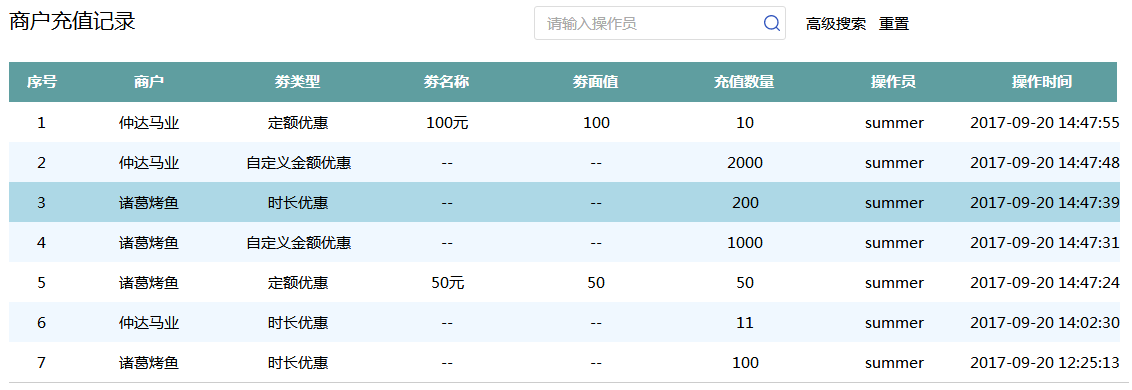 商户充值记录
请输入操作员 高级搜索 重置
序号 商户 劵类型 劵名称 劵面值 充值数量 操作员 操作时间
1 仲达马业 定额优惠 100元 100 10 summer 2017-09-20 14:47:55
2 仲达马业 自定义金额优惠 -- -- 2000 summer 2017-09-20 14:47:48
3 诸葛烤鱼 时长优惠 -- -- 200 summer 2017-09-20 14:47:39
4 诸葛烤鱼 自定义金额优惠 -- -- 1000 summer 2017-09-20 14:47:31
5 诸葛烤鱼 定额优惠 50元 50 50 summer 2017-09-20 14:47:24
6 仲达马业 时长优惠 -- -- 11 summer 2017-09-20 14:02:30
7 诸葛烤鱼 时长优惠 -- -- 100 summer 2017-09-20 12:25:13